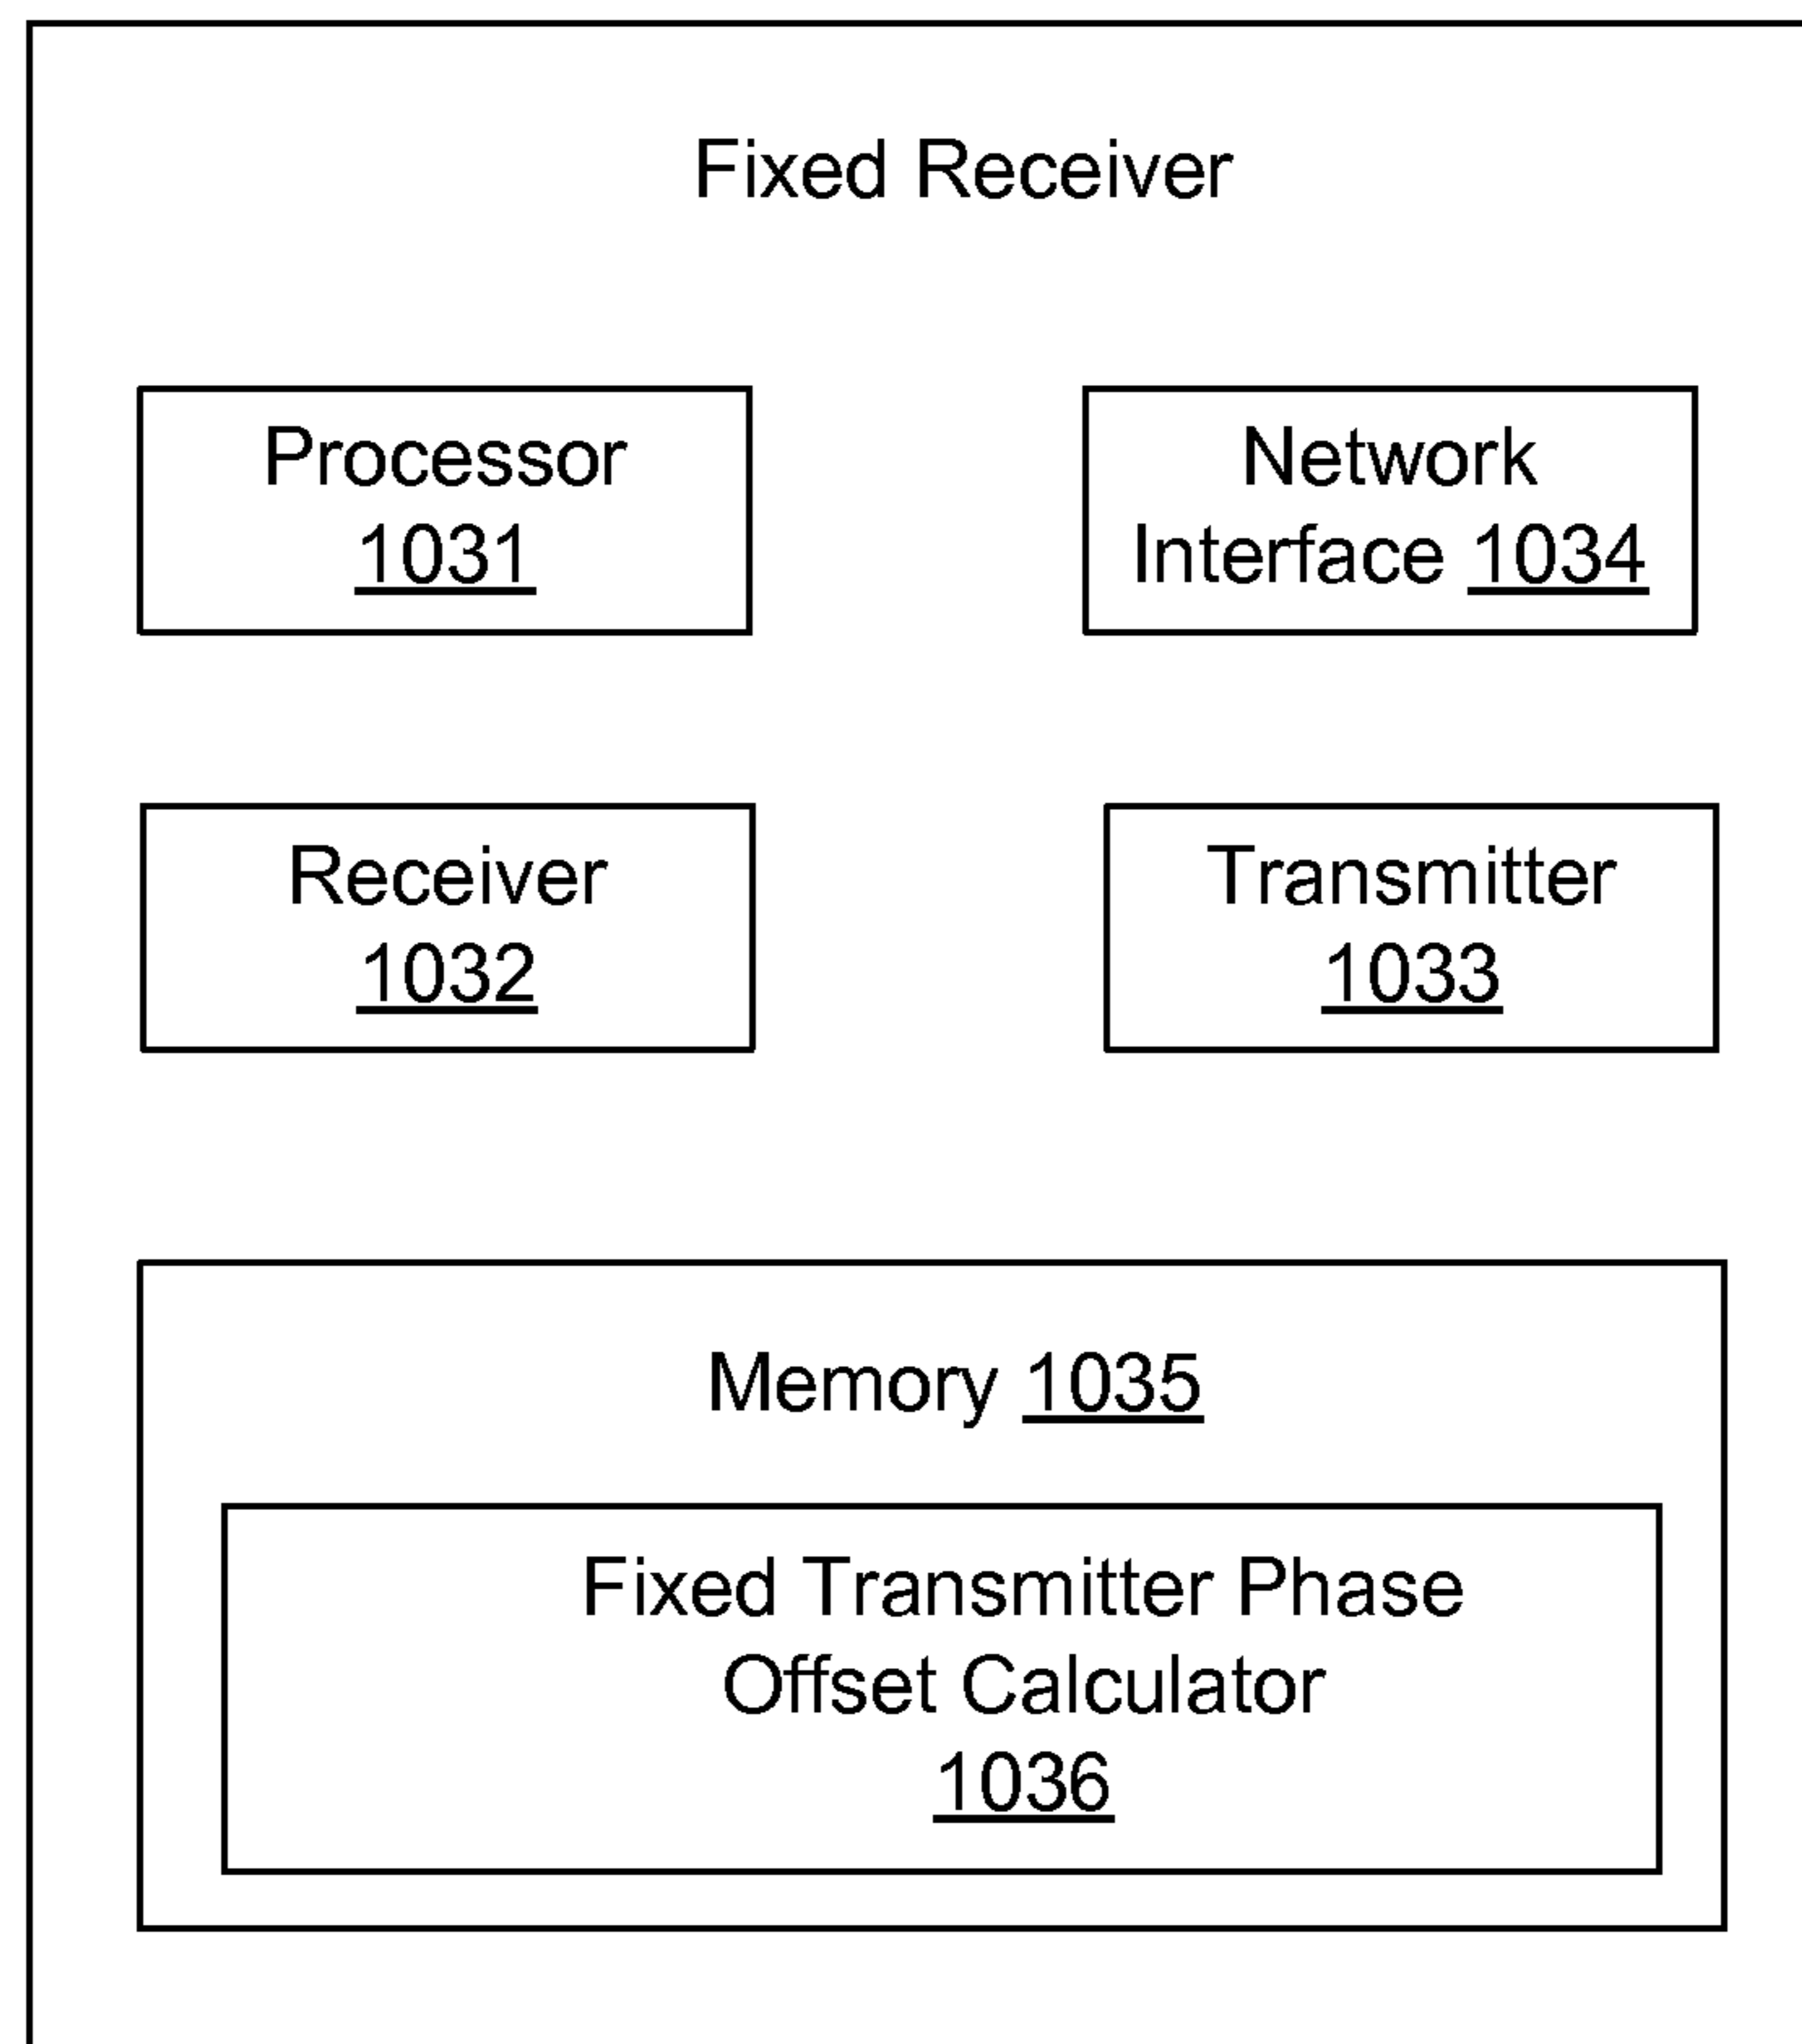 Fixed Receiver
Processor
1031
Network
Interface 1034
Receiver
1032
Transmitter
1033
Memory 1035
Fixed Transmitter Phase
Offset Calculator
1036